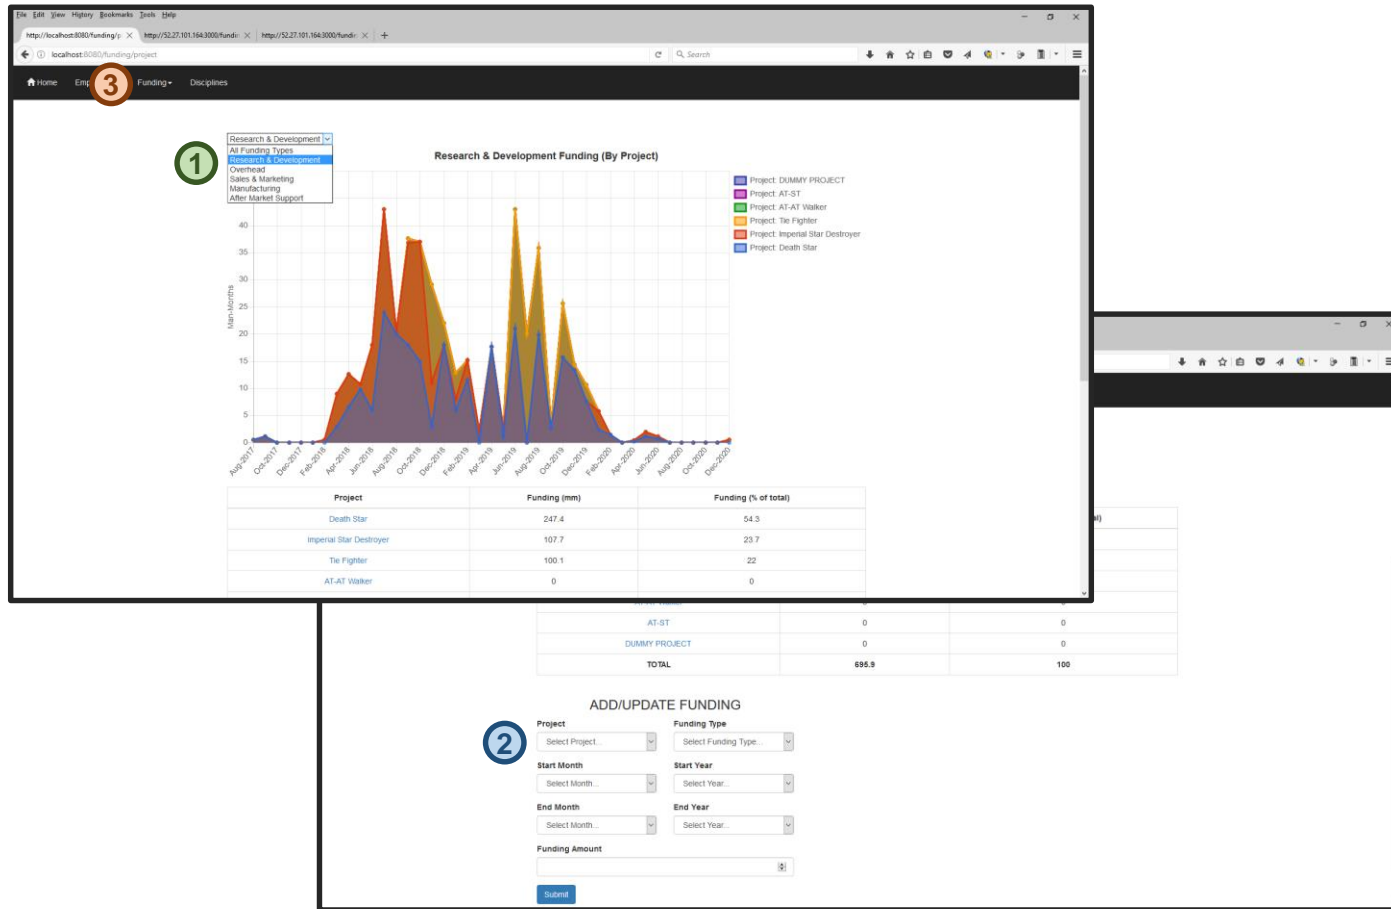 File Edit View History Bookmarks Tools Help
http://localhost:8080/funding/p × http://52.27.101.164:3000/fundin × http://52.27.101.164:3000/fundin × +
localhost:8080/funding/project Search
Home Emp 3 Funding Disciplines
1
Research & Development
All Funding Types
Research & Development
Overhead
Sales & Marketing
Manufacturing
After Market Support
Research & Development Funding (By Project)
Project: DUMMY PROJECT
Project: AT-ST
Project: AT-AT Walker
Project: Tie Fighter
Project: Imperial Star Destroyer
Project: Death Star
Man-Months
40
35
30
25
20
15
10
5
0
Aug-2017 Oct-2017 Dec-2017 Feb-2018 Apr-2018 Jun-2018 Aug-2018 Oct-2018 Dec-2018 Feb-2019 Apr-2019 Jun-2019 Aug-2019 Oct-2019 Dec-2019 Feb-2020 Apr-2020 Jun-2020 Aug-2020 Oct-2020 Dec-2020
Project Funding (mm) Funding (% of total)
Death Star 247.4 54.3
Imperial Star Destroyer 107.7 23.7
Tie Fighter 100.1 22
AT-AT Walker 0 0
AT-ST 0 0
DUMMY PROJECT 0 0
TOTAL 695.9 100
ADD/UPDATE FUNDING
2
Project Funding Type
Select Project... Select Funding Type...
Start Month Start Year
Select Month... Select Year...
End Month End Year
Select Month... Select Year...
Funding Amount
Submit